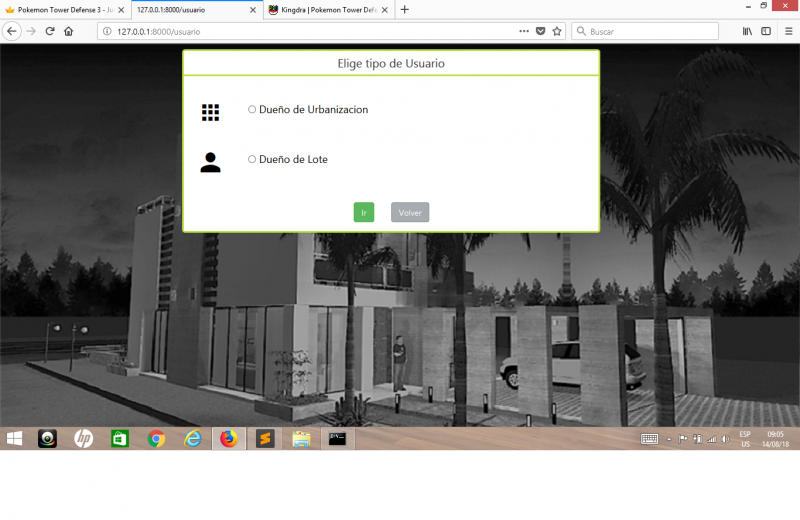 Pokemon Tower Defense 3 - Ju
127.0.0.1:8000/usuario
Kingdra | Pokemon Tower Defe
127.0.0.1:8000/usuario
Buscar
Elige tipo de Usuario
Dueño de Urbanizacion
Dueño de Lote
Ir
Volver
ESP
US
09:05
14/08/18